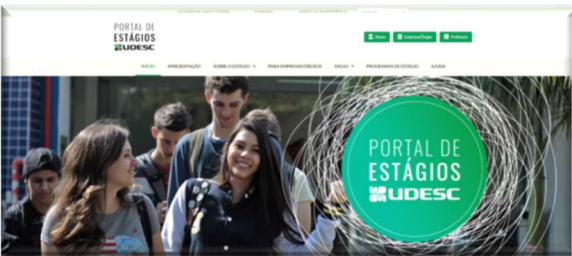 PORTAL DE
ESTÁGIOS
UDESC
Aluno
Empresa/Órgão
Professor
INÍCIO APRESENTAÇÃO SOBRE O ESTÁGIO PARA EMPRESAS/ÓRGÃOS VAGAS PROGRAMAS DE ESTÁGIO AJUDA
PORTAL DE
ESTÁGIOS
UDESC